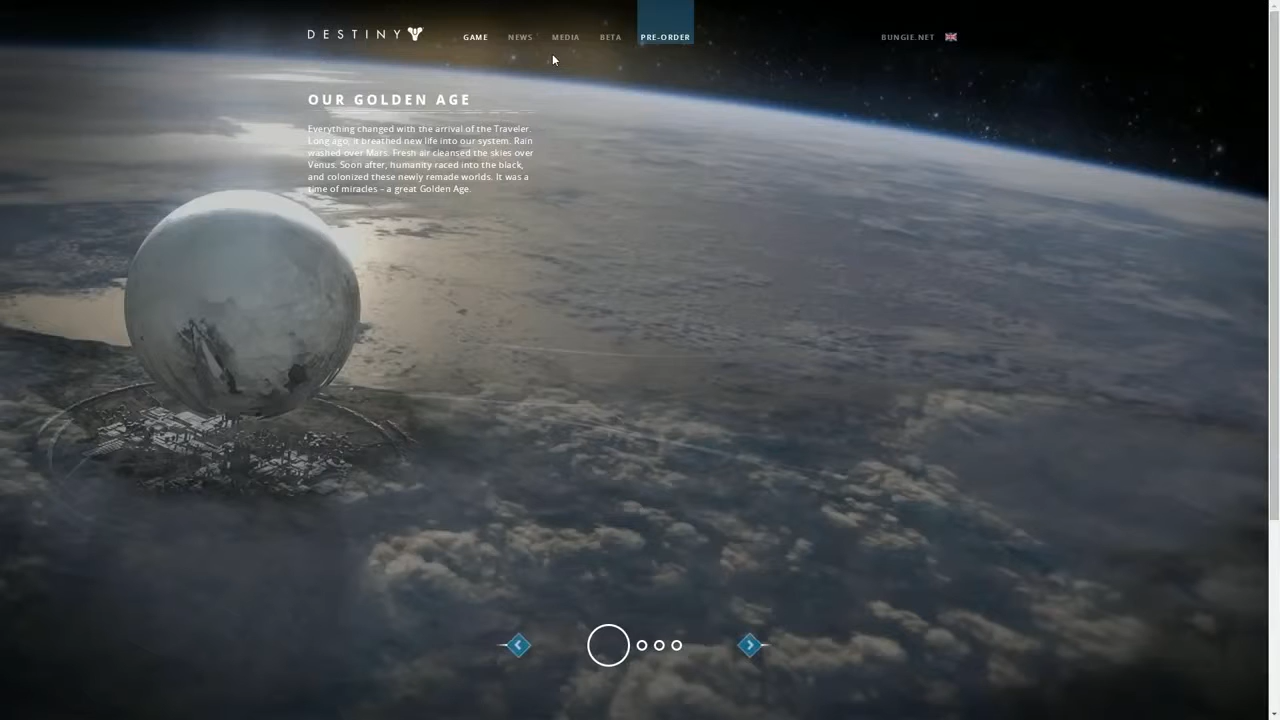 DESTINY
GAME NEWS MEDIA BETA PRE-ORDER
BUNGIE.NET
OUR GOLDEN AGE
Everything changed with the arrival of the Traveler.
Long ago, it breathed new life into our system. Rain
washed over Mars. Fresh air cleansed the skies over
Venus. Soon after, humanity raced into the black,
and colonized these newly remade worlds. It was a
time of miracles – a great Golden Age.